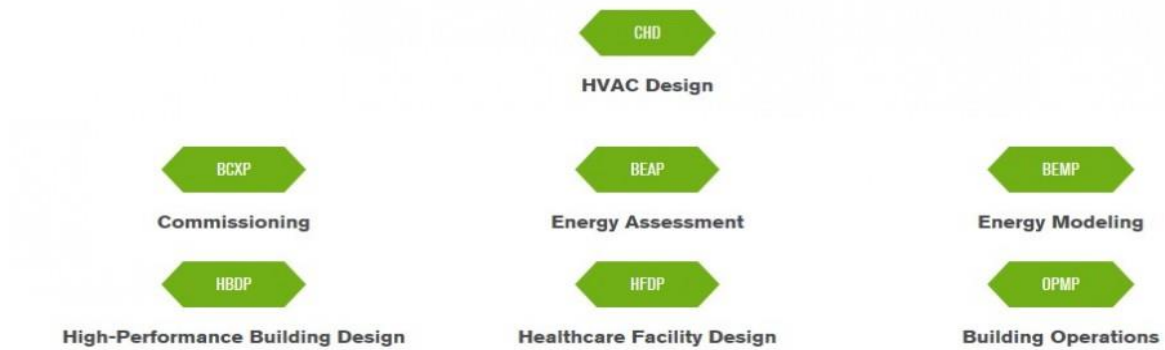 CHD
HVAC Design
BCXP
BEAP
BEMP
Commissioning
Energy Assessment
Energy Modeling
HBDP
HFDP
OPMP
High-Performance Building Design
Healthcare Facility Design
Building Operations